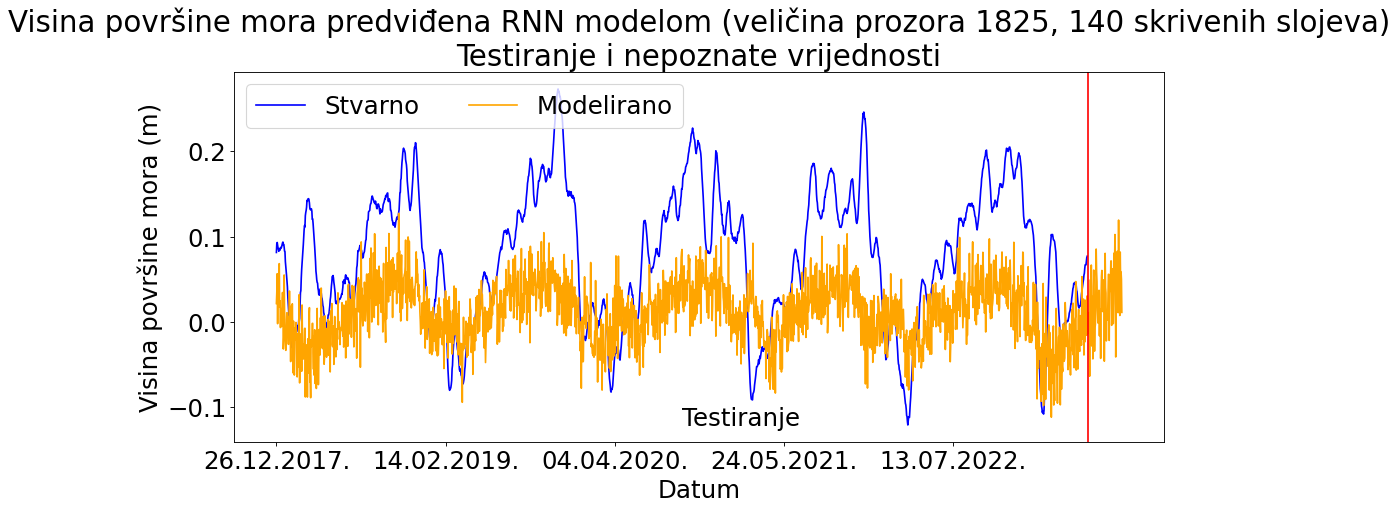 Visina površine mora predviđena RNN modelom (veličina prozora 1825, 140 skrivenih slojeva)
Testiranje i nepoznate vrijednosti
Stvarno Modelirano
Visina površine mora (m)
0.2
0.1
0.0
−0.1
Testiranje
26.12.2017. 14.02.2019. 04.04.2020. 24.05.2021. 13.07.2022.
Datum